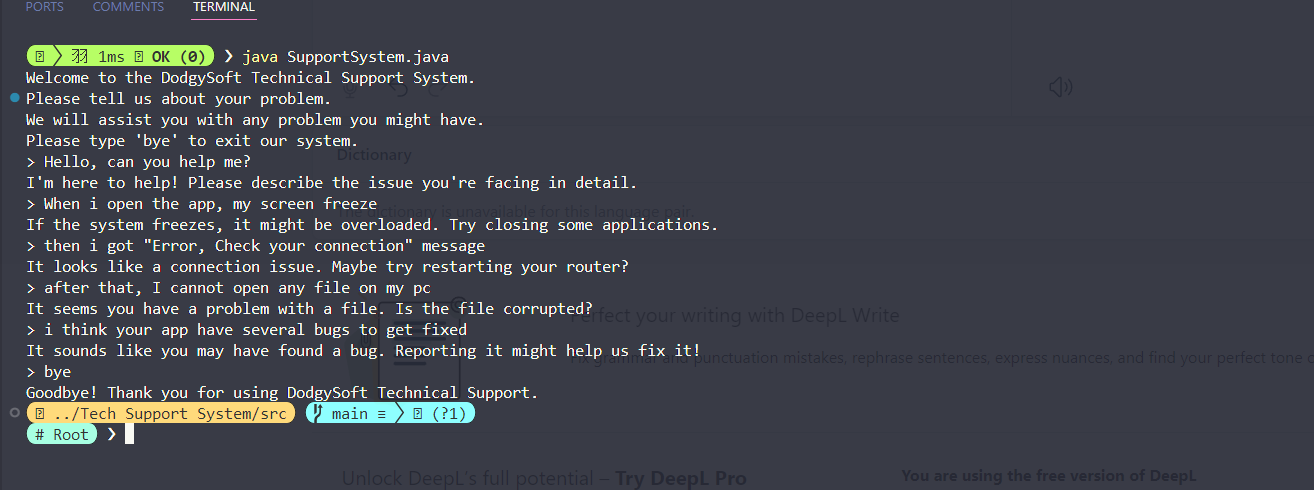 PORTS COMMENTS TERMINAL
1ms OK (0) ❯ java SupportSystem.java
Welcome to the DodgySoft Technical Support System.
Please tell us about your problem.
We will assist you with any problem you might have.
Please type 'bye' to exit our system.
Dictionary
> Hello, can you help me?
I'm here to help! Please describe the issue you're facing in detail.
> When i open the app, my screen freeze
The dictionary is unavailable for this language pair.
If the system freezes, it might be overloaded. Try closing some applications.
> then i got "Error, Check your connection" message
It looks like a connection issue. Maybe try restarting your router?
> after that, I cannot open any file on my pc
It seems you have a problem with a file. Is the file corrupted?
Perfect your writing with DeepL Write
> i think your app have several bugs to get fixed
It sounds like you may have found a bug. Reporting it might help us fix it!
punctuation mistakes, rephrase sentences, express nuances, and find your perfect tone
> bye
Goodbye! Thank you for using DodgySoft Technical Support.
../Tech Support System/src main ≡ (?1)
# Root ❯
Unlock DeepL's full potential – Try DeepL Pro
You are using the free version of DeepL